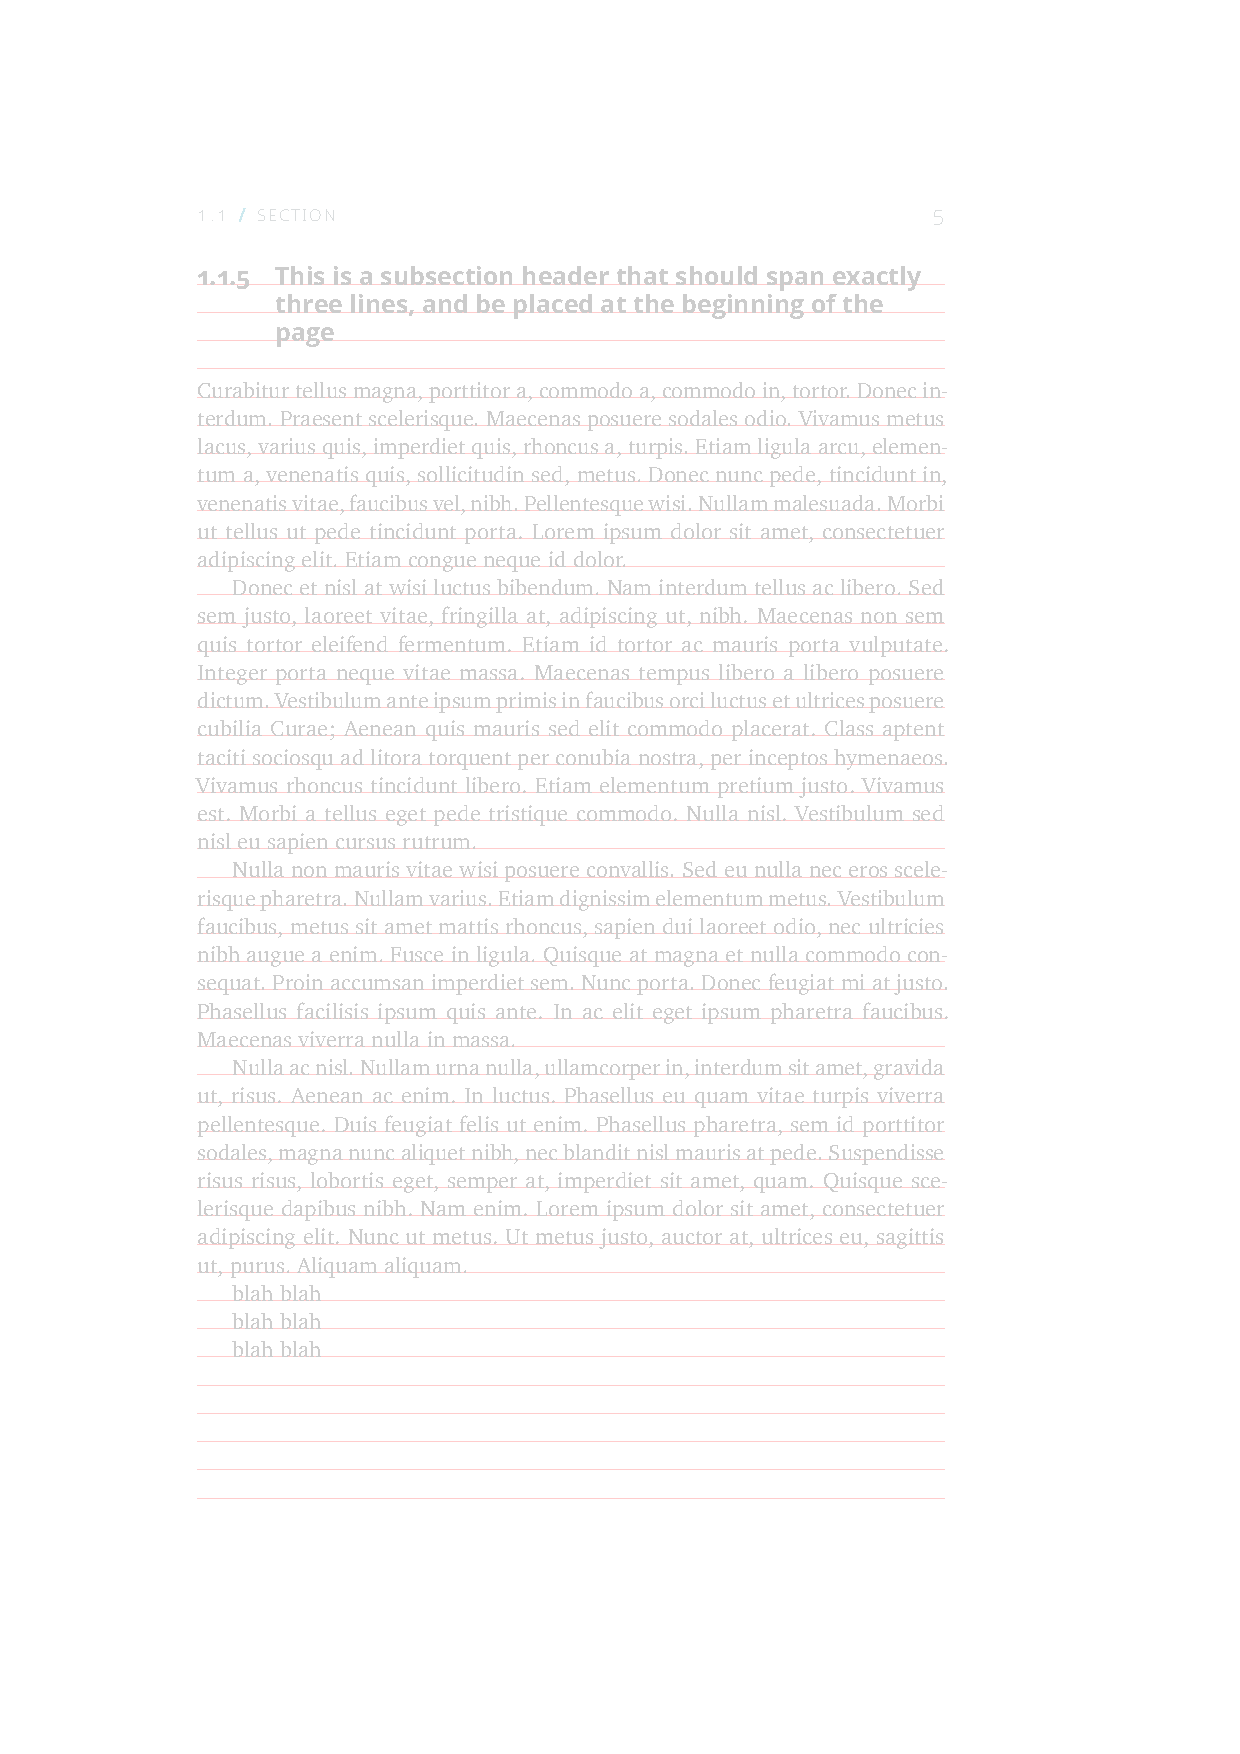 1.1 / SECTION 5
1.1.5 This is a subsection header that should span exactly
three lines, and be placed at the beginning of the
page
Curabitur tellus magna, porttitor a, commodo a, commodo in, tortor. Donec in-
terdum. Praesent scelerisque. Maecenas posuere sodales odio. Vivamus metus
lacus, varius quis, imperdiet quis, rhoncus a, turpis. Etiam ligula arcu, elemen-
tum a, venenatis quis, sollicitudin sed, metus. Donec nunc pede, tincidunt in,
venenatis vitae, faucibus vel, nibh. Pellentesque wisi. Nullam malesuada. Morbi
ut tellus ut pede tincidunt porta. Lorem ipsum dolor sit amet, consectetuer
adipiscing elit. Etiam congue neque id dolor.
Donec et nisl at wisi luctus bibendum. Nam interdum tellus ac libero. Sed
sem justo, laoreet vitae, fringilla at, adipiscing ut, nibh. Maecenas non sem
quis tortor eleifend fermentum. Etiam id tortor ac mauris porta vulputate.
Integer porta neque vitae massa. Maecenas tempus libero a libero posuere
dictum. Vestibulum ante ipsum primis in faucibus orci luctus et ultrices posuere
cubilia Curae; Aenean quis mauris sed elit commodo placerat. Class aptent
taciti sociosqu ad litora torquent per conubia nostra, per inceptos hymenaeos.
Vivamus rhoncus tincidunt libero. Etiam elementum pretium justo. Vivamus
est. Morbi a tellus eget pede tristique commodo. Nulla nisl. Vestibulum sed
nisl eu sapien cursus rutrum.
Nulla non mauris vitae wisi posuere convallis. Sed eu nulla nec eros scele-
risque pharetra. Nullam varius. Etiam dignissim elementum metus. Vestibulum
faucibus, metus sit amet mattis rhoncus, sapien dui laoreet odio, nec ultricies
nibh augue a enim. Fusce in ligula. Quisque at magna et nulla commodo con-
sequat. Proin accumsan imperdiet sem. Nunc porta. Donec feugiat mi at justo.
Phasellus facilisis ipsum quis ante. In ac elit eget ipsum pharetra faucibus.
Maecenas viverra nulla in massa.
Nulla ac nisl. Nullam urna nulla, ullamcorper in, interdum sit amet, gravida
ut, risus. Aenean ac enim. In luctus. Phasellus eu quam vitae turpis viverra
pellentesque. Duis feugiat felis ut enim. Phasellus pharetra, sem id porttitor
sodales, magna nunc aliquet nibh, nec blandit nisl mauris at pede. Suspendisse
risus risus, lobortis eget, semper at, imperdiet sit amet, quam. Quisque sce-
lerisque dapibus nibh. Nam enim. Lorem ipsum dolor sit amet, consectetuer
adipiscing elit. Nunc ut metus. Ut metus justo, auctor at, ultrices eu, sagittis
ut, purus. Aliquam aliquam.
blah blah
blah blah
blah blah